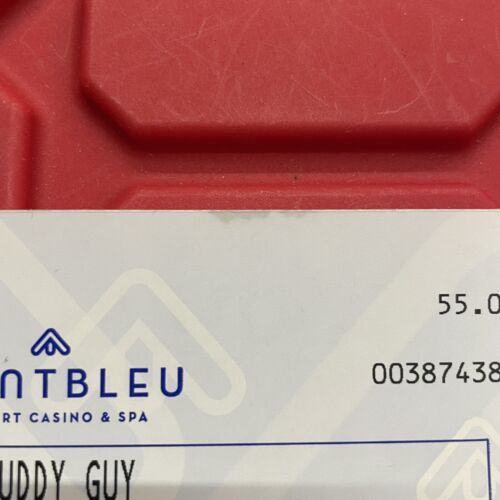 55.0
NTBLEU
00387438
RT CASINO & SPA
UDDY GUY